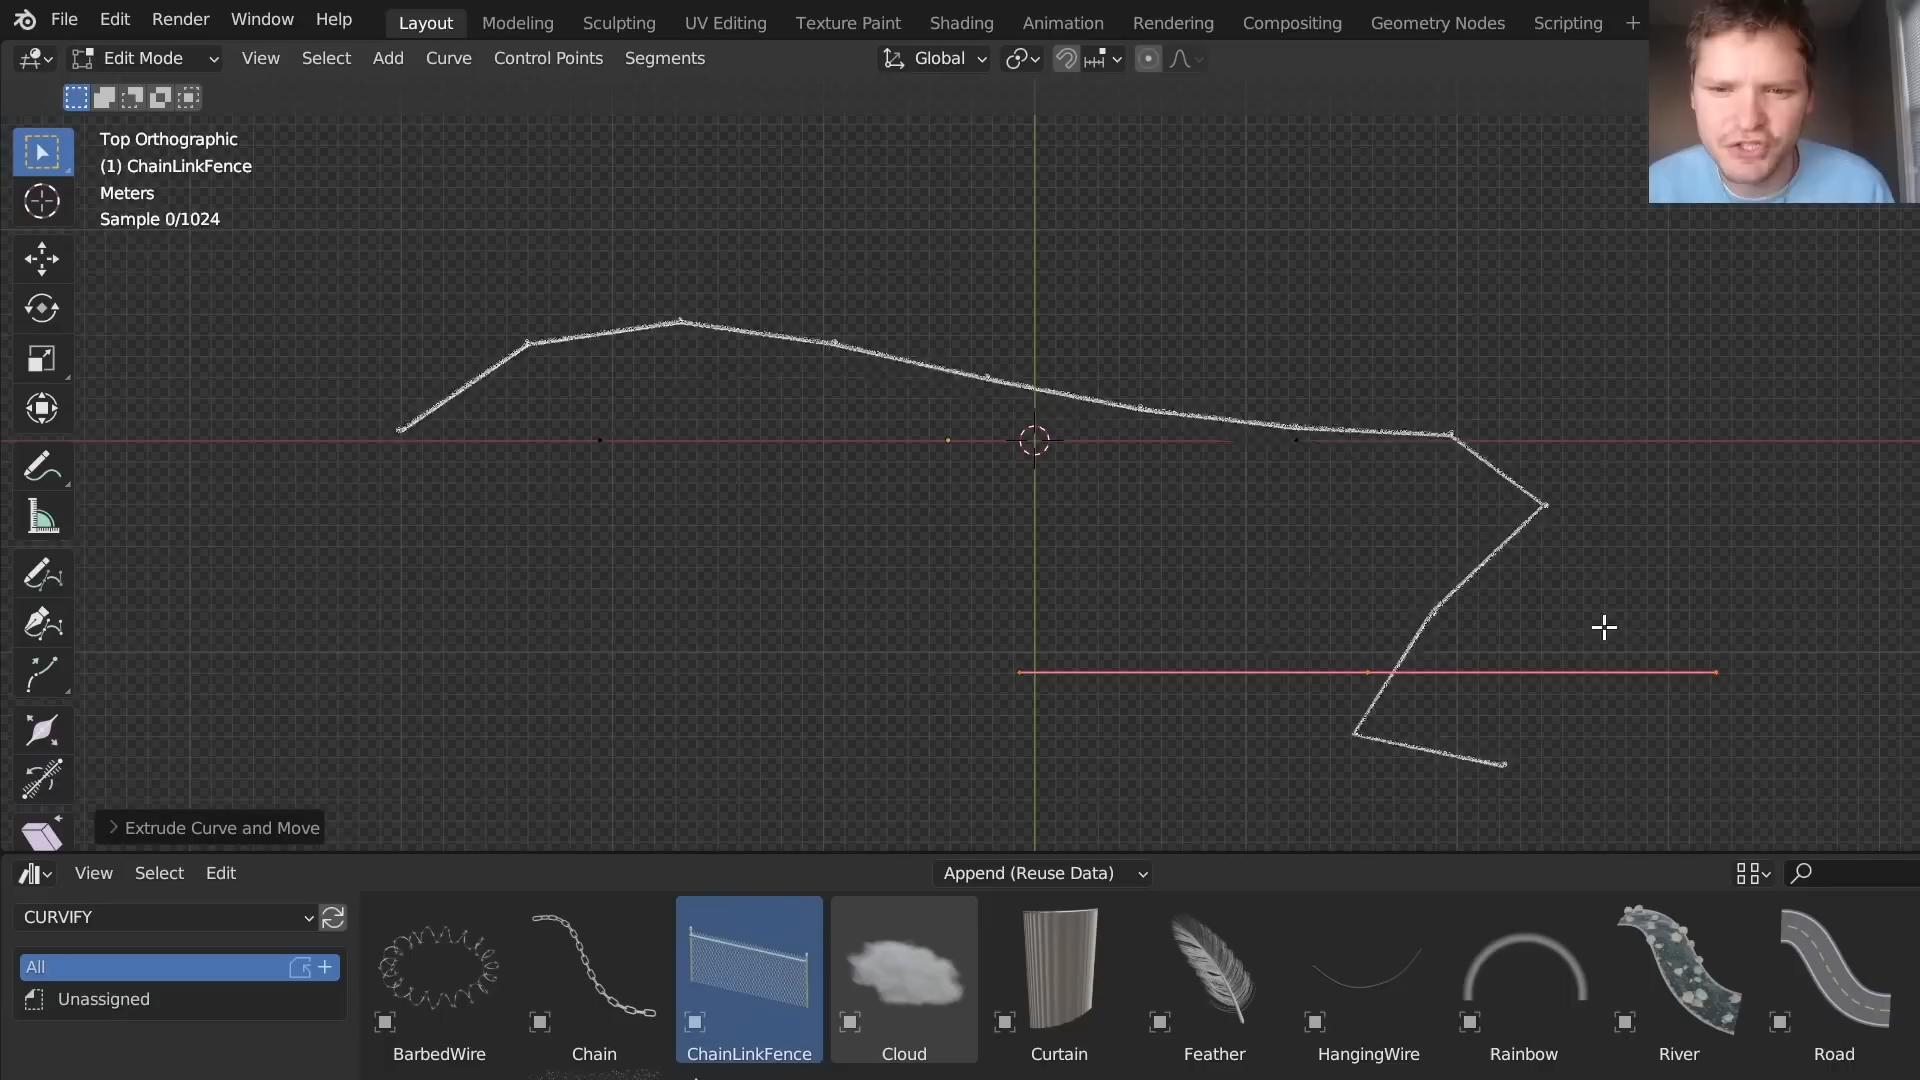 File Edit Render Window Help Layout Modeling Sculpting UV Editing Texture Paint Shading Animation Rendering Compositing Geometry Nodes Scripting +
Edit Mode View Select Add Curve Control Points Segments Global
Top Orthographic
(1) ChainLinkFence
Meters
Sample 0/1024
Extrude Curve and Move
View Select Edit Append (Reuse Data)
CURVIFY
All
Unassigned
BarbedWire Chain ChainLinkFence Cloud Curtain Feather HangingWire Rainbow River Road